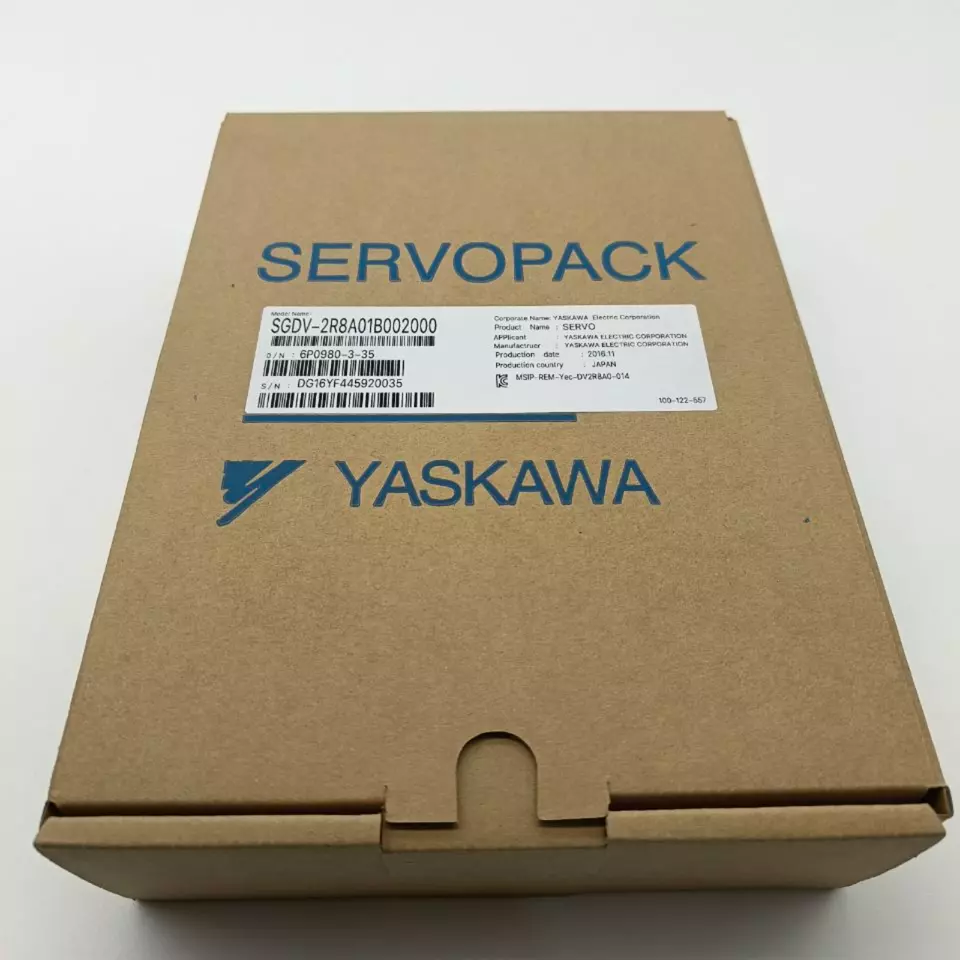 SERVOPACK
Model Name:
SGDV-2R8A01B002000
O/N : 6P0980-3-35
S/N : DG16YF445920035
Corporate Name: YASKAWA Electric Corporation
Product Name : SERVO
APPlicant : YASKAWA ELECTRIC CORPORATION
Manufactruer : YASKAWA ELECTRIC CORPORATION
Production date : 2016.11
Production country : JAPAN
MSIP-REM-Yec-DV2R8A0-014
100-122-557
YASKAWA